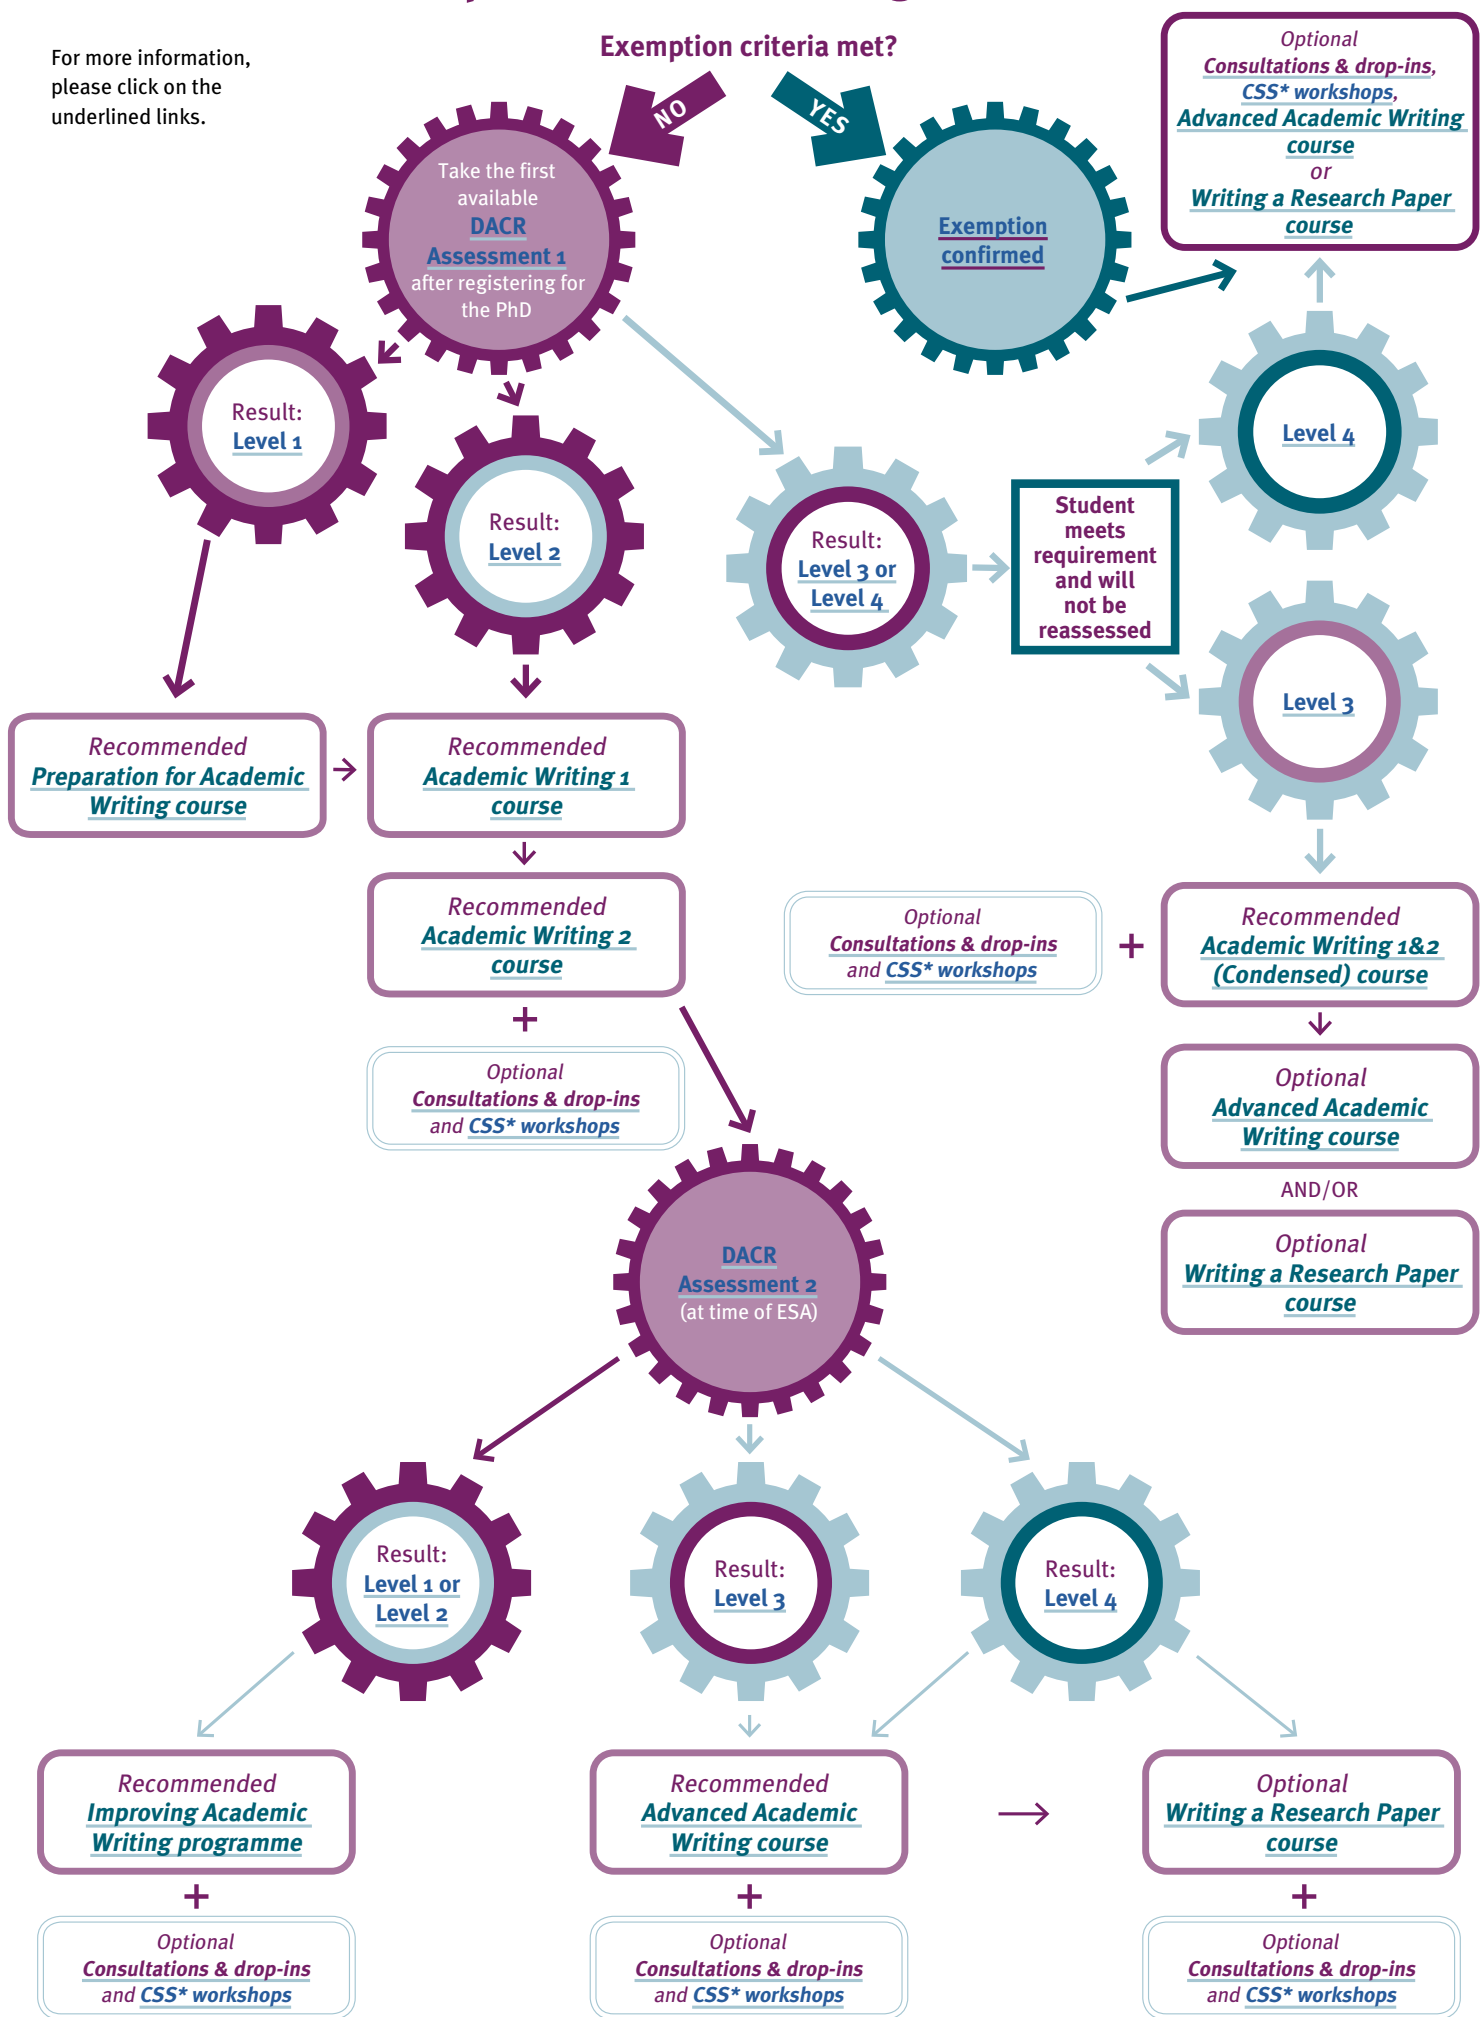 For more information,
please click on the
underlined links.
Exemption criteria met?
NO
YES
Optional
Consultations & drop-ins,
CSS* workshops,
Advanced Academic Writing
course
or
Writing a Research Paper
course
Take the first
available
DACR
Assessment 1
after registering for
the PhD
Exemption
confirmed
Result:
Level 1
Result:
Level 2
Result:
Level 3 or
Level 4
Student
meets
requirement
and will
not be
reassessed
Level 4
Level 3
Recommended
Preparation for Academic
Writing course
Recommended
Academic Writing 1
course
Recommended
Academic Writing 2
course
Optional
Consultations & drop-ins
and CSS* workshops
Optional
Consultations & drop-ins
and CSS* workshops
Recommended
Academic Writing 1&2
(Condensed) course
Optional
Advanced Academic
Writing course
AND/OR
Optional
Writing a Research Paper
course
DACR
Assessment 2
(at time of ESA)
Result:
Level 1 or
Level 2
Result:
Level 3
Result:
Level 4
Recommended
Improving Academic
Writing programme
Recommended
Advanced Academic
Writing course
Optional
Writing a Research Paper
course
Optional
Consultations & drop-ins
and CSS* workshops
Optional
Consultations & drop-ins
and CSS* workshops
Optional
Consultations & drop-ins
and CSS* workshops